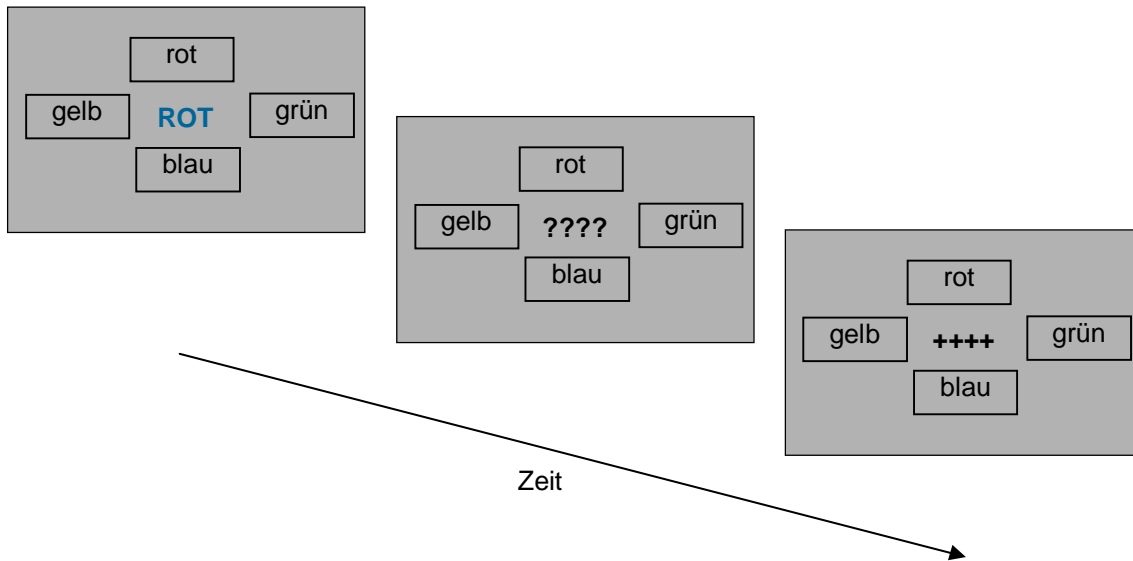 rot
gelb ROT grün
blau
rot
gelb ???? grün
blau
rot
gelb ++++ grün
blau
Zeit